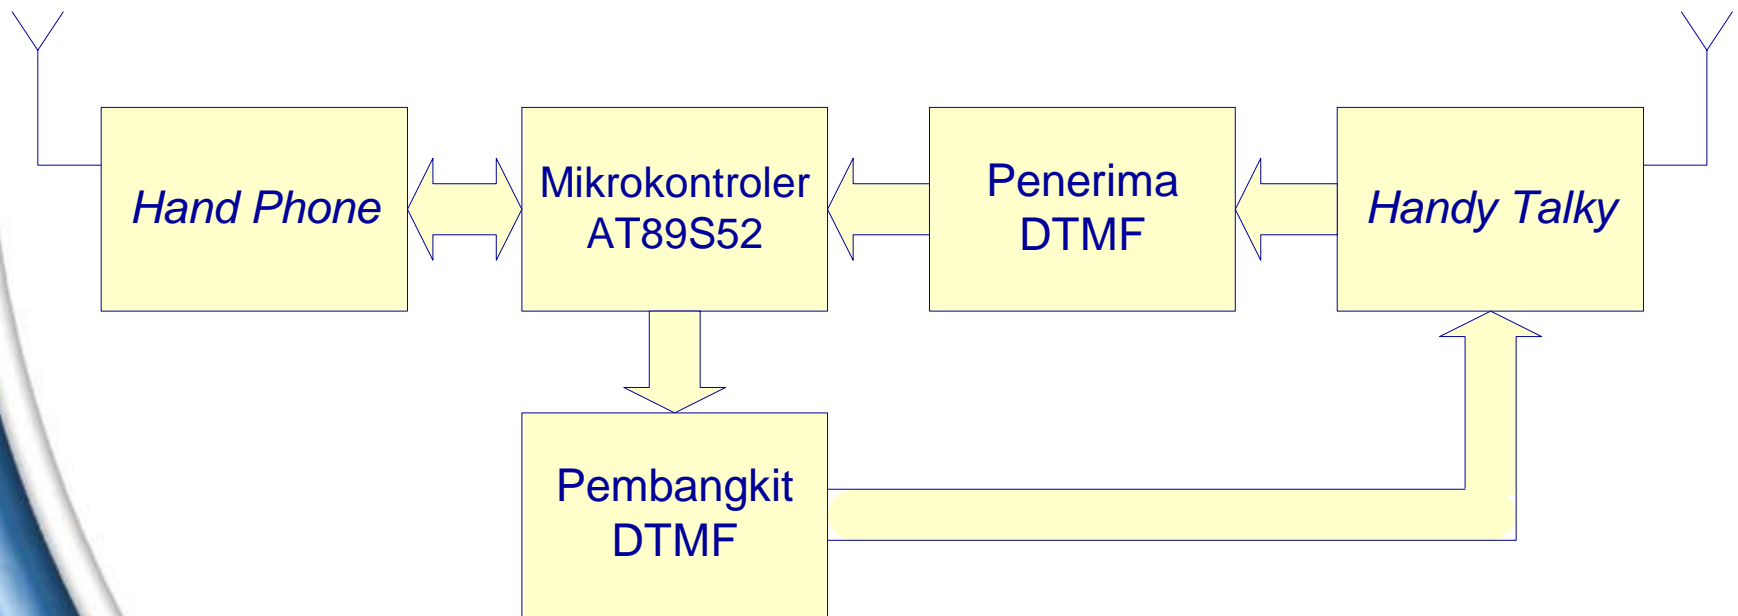 Hand Phone
Mikrokontroler
AT89S52
Penerima
DTMF
Handy Talky
Pembangkit
DTMF